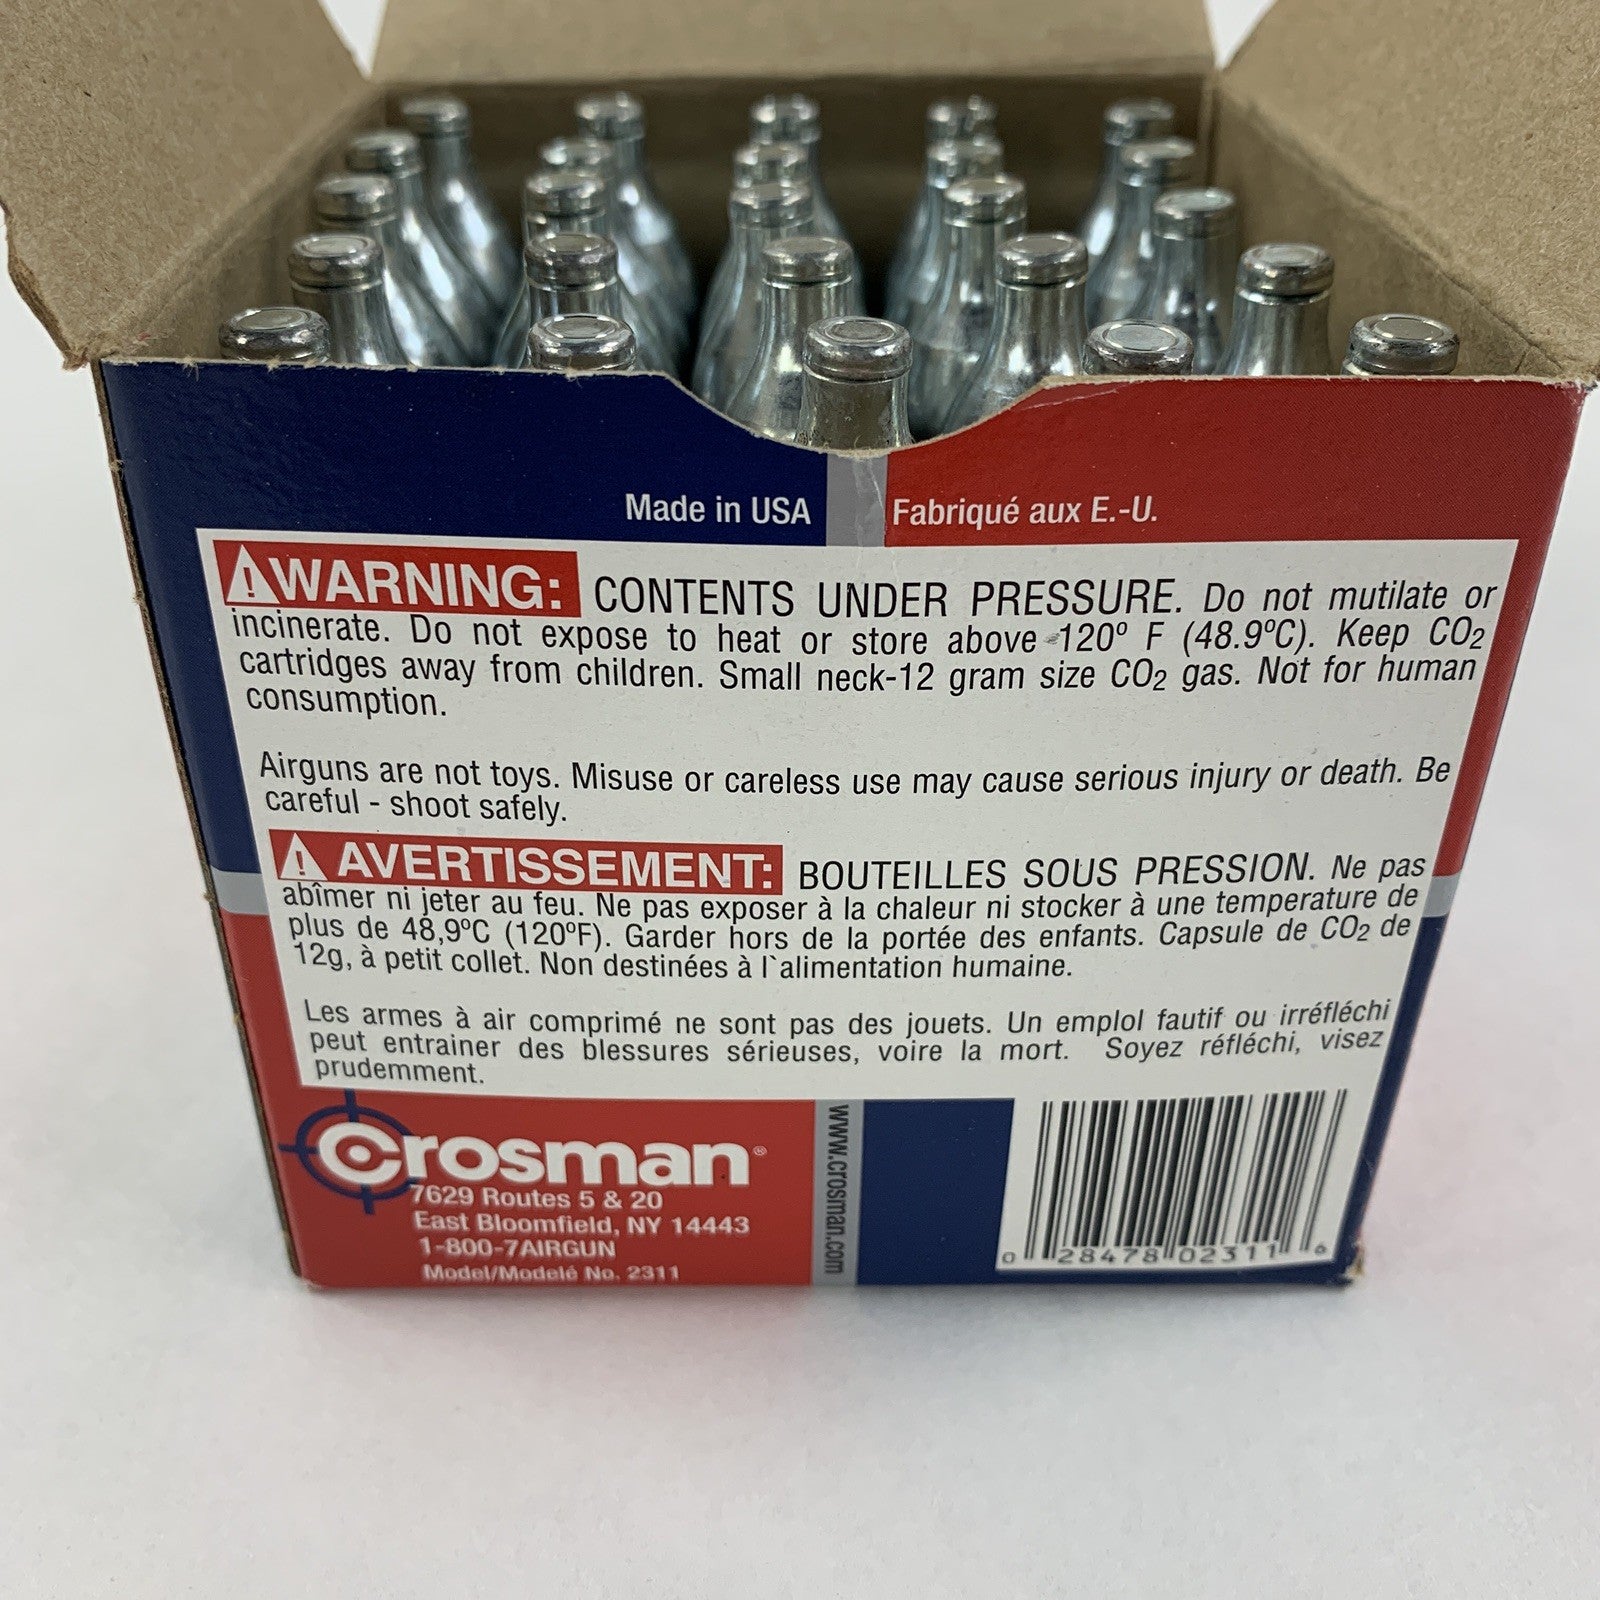 Made in USA
Fabriqué aux E.-U.
WARNING: CONTENTS UNDER PRESSURE. Do not mutilate or
incinerate. Do not expose to heat or store above 120º F (48.9ºC). Keep CO2
cartridges away from children. Small neck-12 gram size CO2 gas. Not for human
consumption.
Airguns are not toys. Misuse or careless use may cause serious injury or death. Be
careful - shoot safely.
AVERTISSEMENT: BOUTEILLES SOUS PRESSION. Ne pas
abîmer ni jeter au feu. Ne pas exposer à la chaleur ni stocker à une temperature de
plus de 48,9ºC (120ºF). Garder hors de la portée des enfants. Capsule de CO2 de
12g, à petit collet. Non destinées à l`alimentation humaine.
Les armes à air comprimé ne sont pas des jouets. Un emplol fautif ou irréfléchi
peut entrainer des blessures sérieuses, voire la mort. Soyez réfléchi, visez
prudemment.
Crosman®
7629 Routes 5 & 20
East Bloomfield, NY 14443
1-800-7AIRGUN
Model/Modelé No. 2311
www.crosman.com
0 28478 02311 6